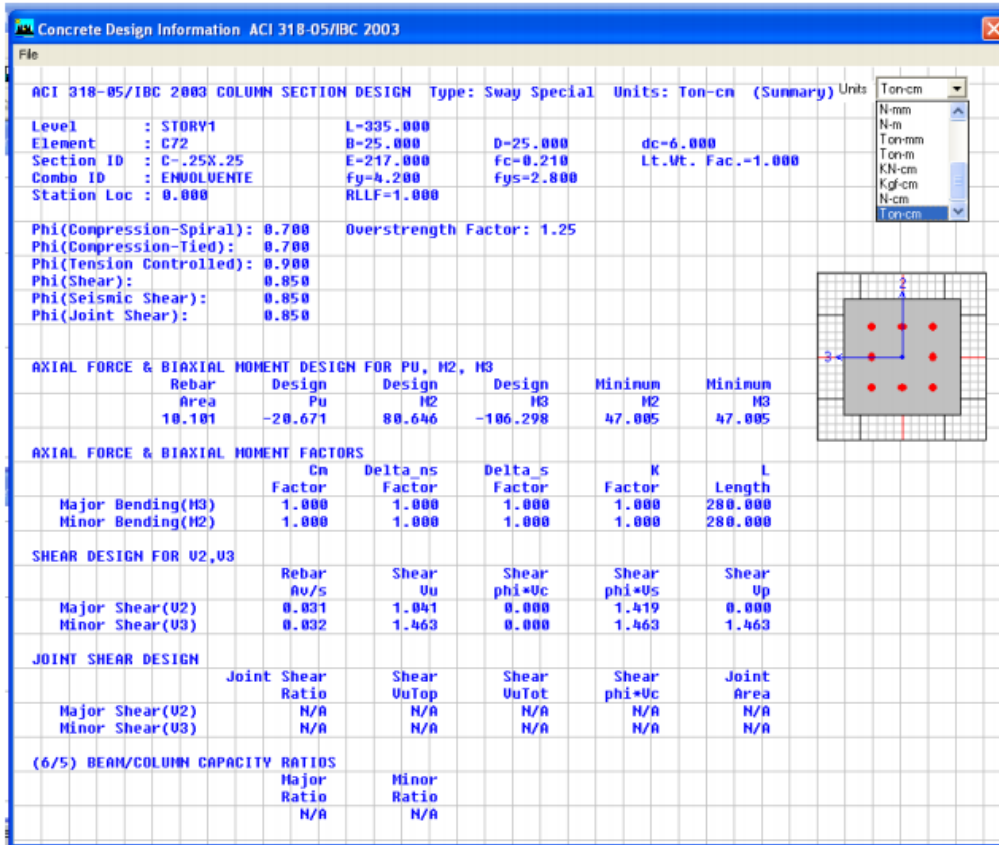 Concrete Design Information ACI 318-05/IBC 2003
File
ACI 318-05/IBC 2003 COLUMN SECTION DESIGN Type: Sway Special Units: Ton-cm (Summary) Units Ton-cm
N-mm
N-m
Ton-mm
Ton-m
KN-cm
Kgf-cm
N-cm
Ton-cm
Level : STORY1 L=335.000
Element : C72 B=25.000 D=25.000 dc=6.000
Section ID : C-.25X.25 E=217.000 fc=0.210 Lt.Wt. Fac.=1.000
Combo ID : ENVOLVENTE fy=4.200 fys=2.800
Station Loc : 0.000 RLLF=1.000
Phi(Compression-Spiral): 0.700 Overstrength Factor: 1.25
Phi(Compression-Tied): 0.700
Phi(Tension Controlled): 0.900
Phi(Shear): 0.850
Phi(Seismic Shear): 0.850
Phi(Joint Shear): 0.850
2
3
AXIAL FORCE & BIAXIAL MOMENT DESIGN FOR PU, M2, M3
Rebar Design Design Design Minimum Minimum
Area Pu M2 M3 M2 M3
10.101 -20.671 80.646 -106.298 47.005 47.005
AXIAL FORCE & BIAXIAL MOMENT FACTORS
Cm Delta_ns Delta_s K L
Factor Factor Factor Factor Length
Major Bending(M3) 1.000 1.000 1.000 1.000 280.000
Minor Bending(M2) 1.000 1.000 1.000 1.000 280.000
SHEAR DESIGN FOR V2,V3
Rebar Shear Shear Shear Shear
Av/s Vu phi*Vc phi*Vs Vp
Major Shear(V2) 0.031 1.041 0.000 1.419 0.000
Minor Shear(V3) 0.032 1.463 0.000 1.463 1.463
JOINT SHEAR DESIGN
Joint Shear Shear Shear Shear Joint
Ratio VuTop VuTot phi*Vc Area
Major Shear(V2) N/A N/A N/A N/A N/A
Minor Shear(V3) N/A N/A N/A N/A N/A
(6/5) BEAM/COLUMN CAPACITY RATIOS
Major Minor
Ratio Ratio
N/A N/A